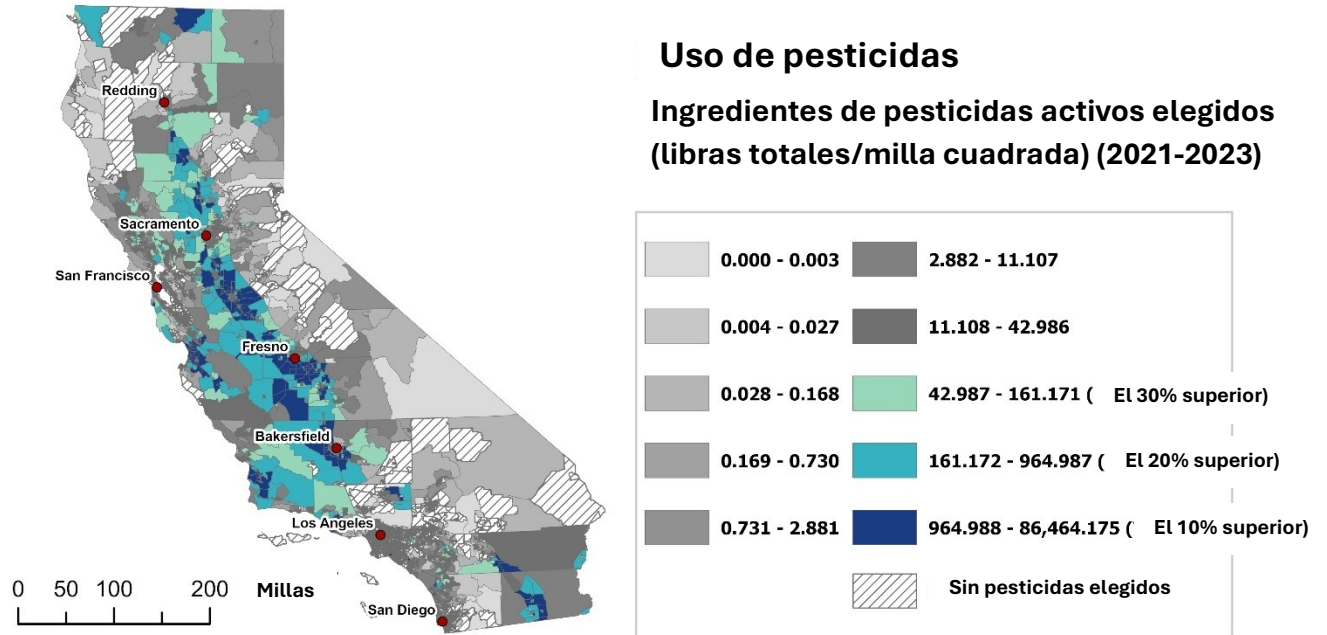 Redding
Sacramento
San Francisco
Fresno
Bakersfield
Los Angeles
San Diego
0 50 100 200 Millas
Uso de pesticidas
Ingredientes de pesticidas activos elegidos
(libras totales/milla cuadrada) (2021-2023)
0.000 - 0.003 2.882 - 11.107
0.004 - 0.027 11.108 - 42.986
0.028 - 0.168 42.987 - 161.171 ( El 30% superior)
0.169 - 0.730 161.172 - 964.987 ( El 20% superior)
0.731 - 2.881 964.988 - 86,464.175 ( El 10% superior)
Sin pesticidas elegidos